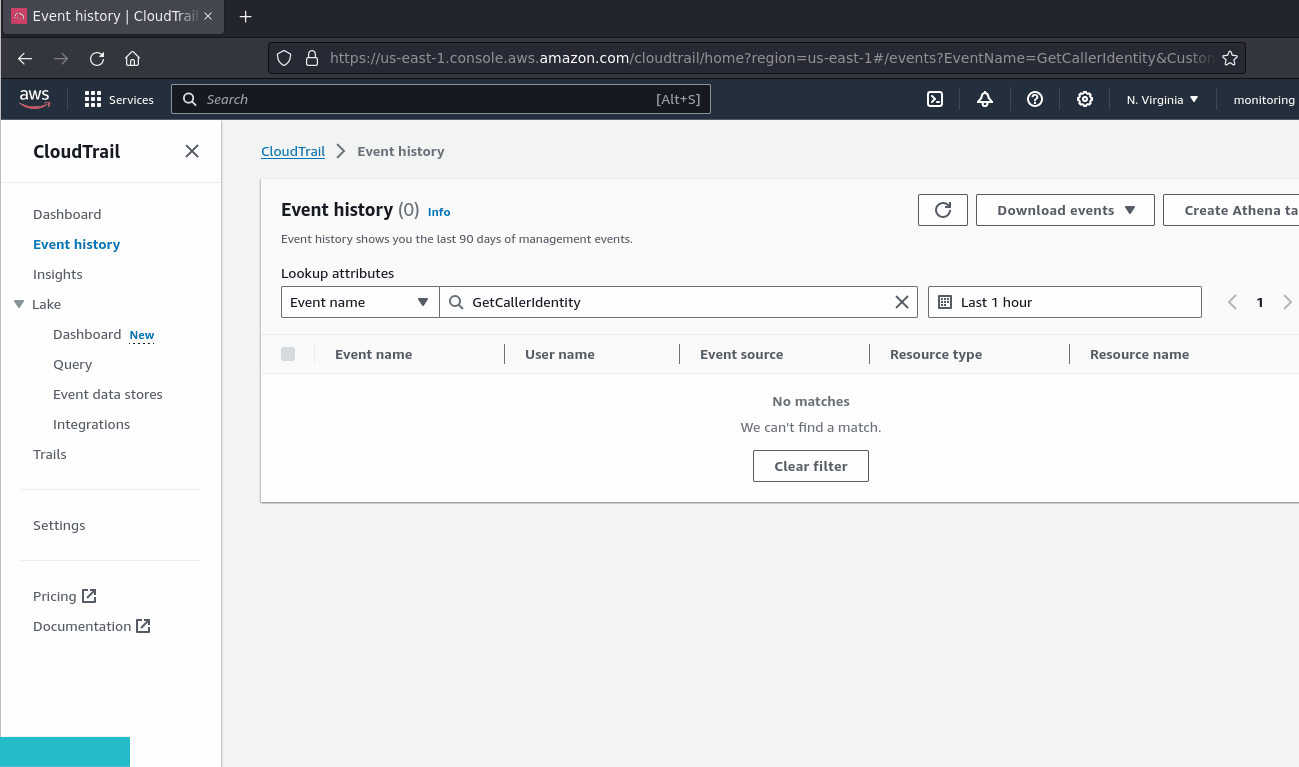 Event history | CloudTrail
https://us-east-1.console.aws.amazon.com/cloudtrail/home?region=us-east-1#/events?EventName=GetCallerIdentity&Custom
aws Services Search [Alt+S] N. Virginia monitoring
CloudTrail
Dashboard
Event history
Insights
Lake
Dashboard New
Query
Event data stores
Integrations
Trails
Settings
Pricing
Documentation
CloudTrail > Event history
Event history (0) Info
Download events
Create Athena ta
Event history shows you the last 90 days of management events.
Lookup attributes
Event name GetCallerIdentity Last 1 hour 1
Event name User name Event source Resource type Resource name
No matches
We can't find a match.
Clear filter